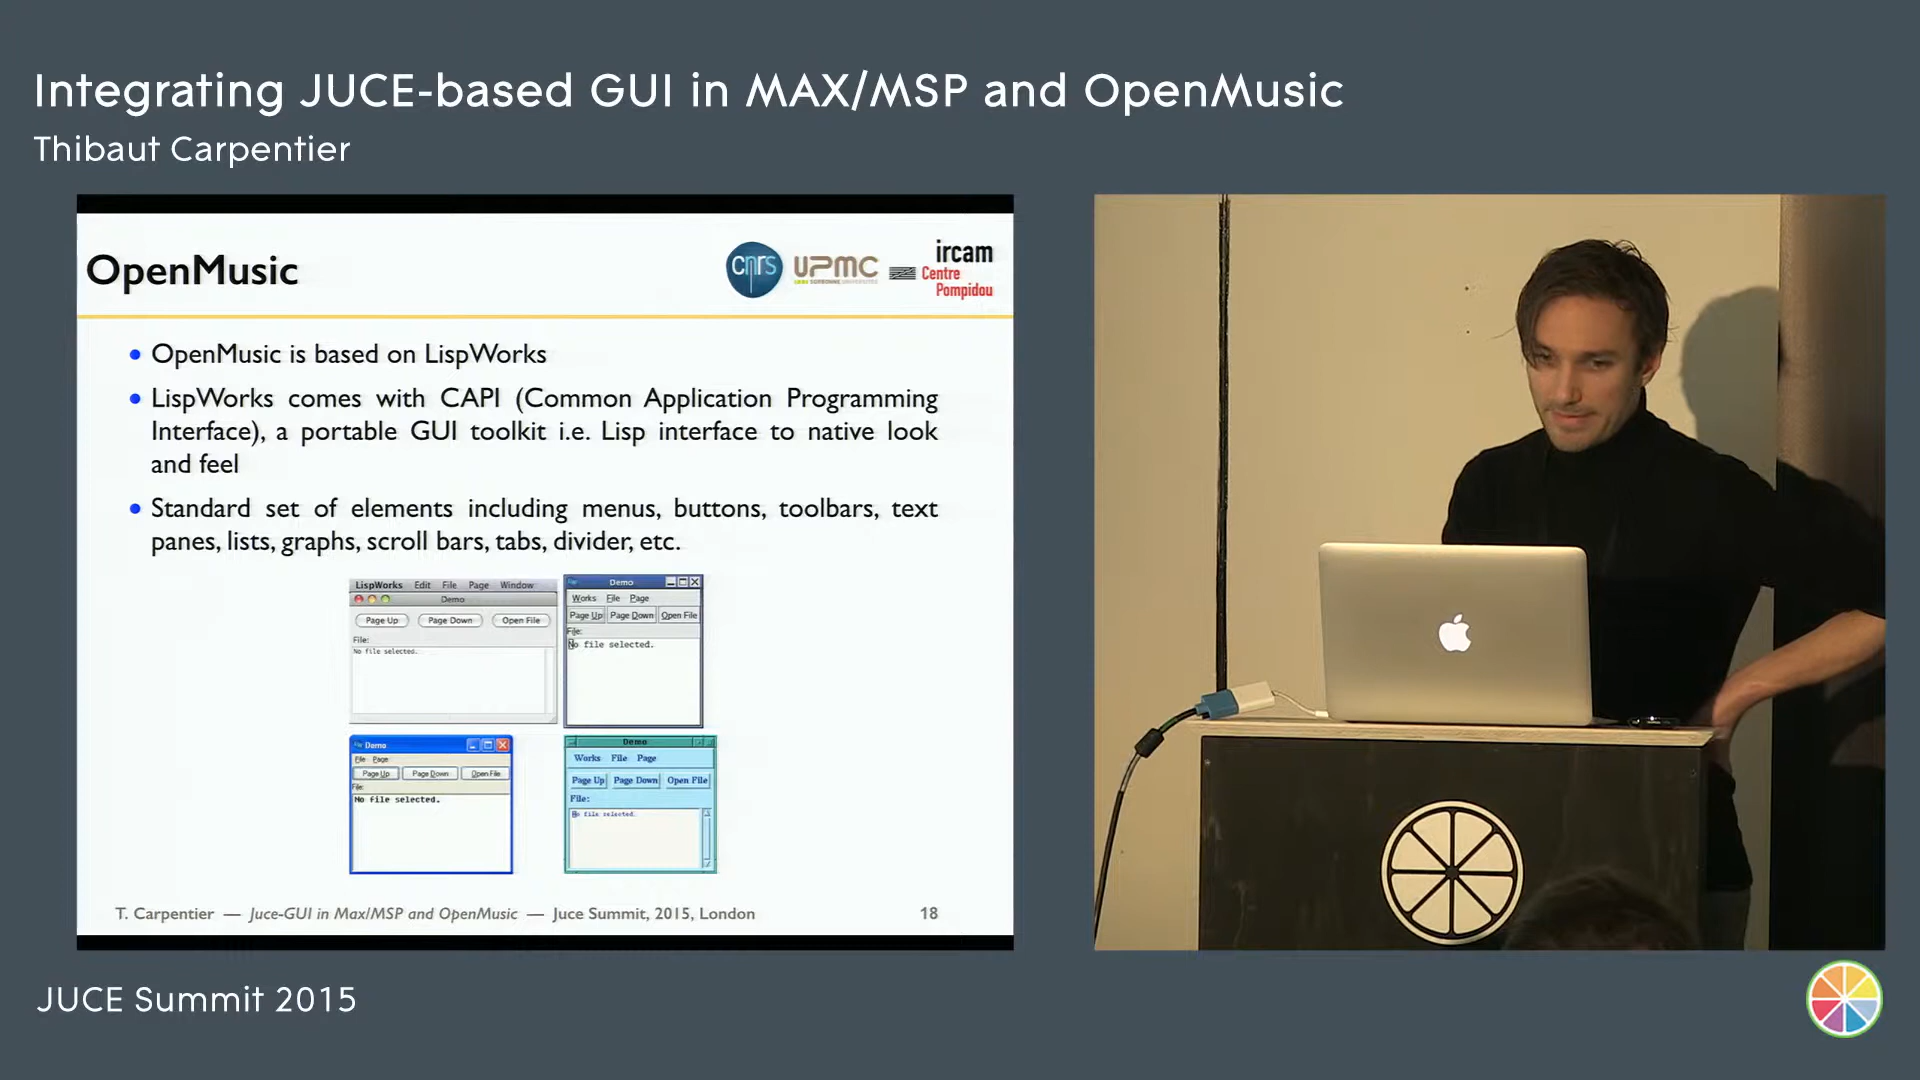 Integrating JUCE-based GUI in MAX/MSP and OpenMusic
Thibaut Carpentier
OpenMusic
cnrs
UPMC
ircam
Centre
Pompidou
OpenMusic is based on LispWorks
LispWorks comes with CAPI (Common Application Programming
Interface), a portable GUI toolkit i.e. Lisp interface to native look
and feel
Standard set of elements including menus, buttons, toolbars, text
panes, lists, graphs, scroll bars, tabs, divider, etc.
LispWorks Edit File Page Window
Demo
Page Up Page Down Open File
File:
No file selected.
Demo
Works File Page
Page Up Page Down Open File
File:
No file selected.
Demo
File Page
Page Up Page Down Open File
File:
No file selected.
Demo
Works File Page
Page Up Page Down Open File
File:
No file selected.
T. Carpentier — Juce-GUI in Max/MSP and OpenMusic — Juce Summit, 2015, London 18
JUCE Summit 2015